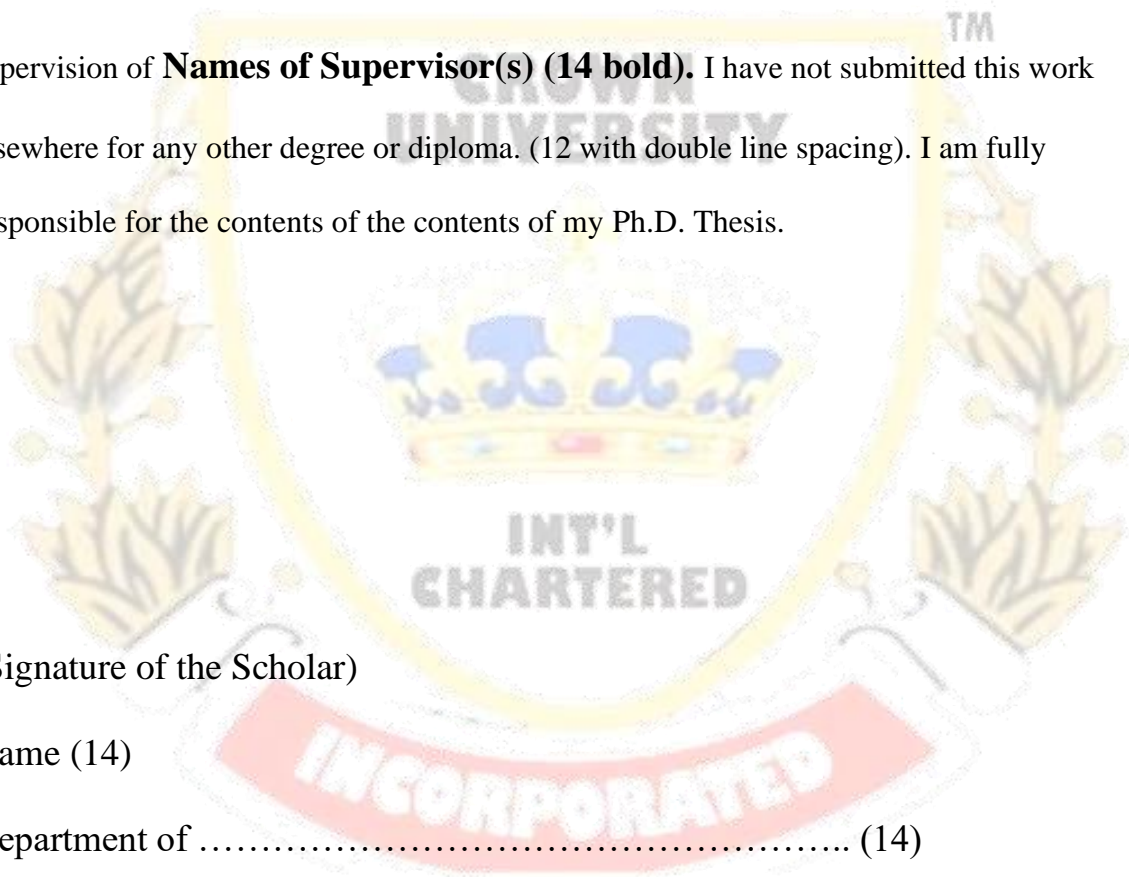 TM
CROWN
UNIVERSITY
pervision of Names of Supervisor(s) (14 bold). I have not submitted this work
sewhere for any other degree or diploma. (12 with double line spacing). I am fully
sponsible for the contents of the contents of my Ph.D. Thesis.
INT'L
CHARTERED
Signature of the Scholar)
ame (14)
INCORPORATED
epartment of ……………………………………………….. (14)